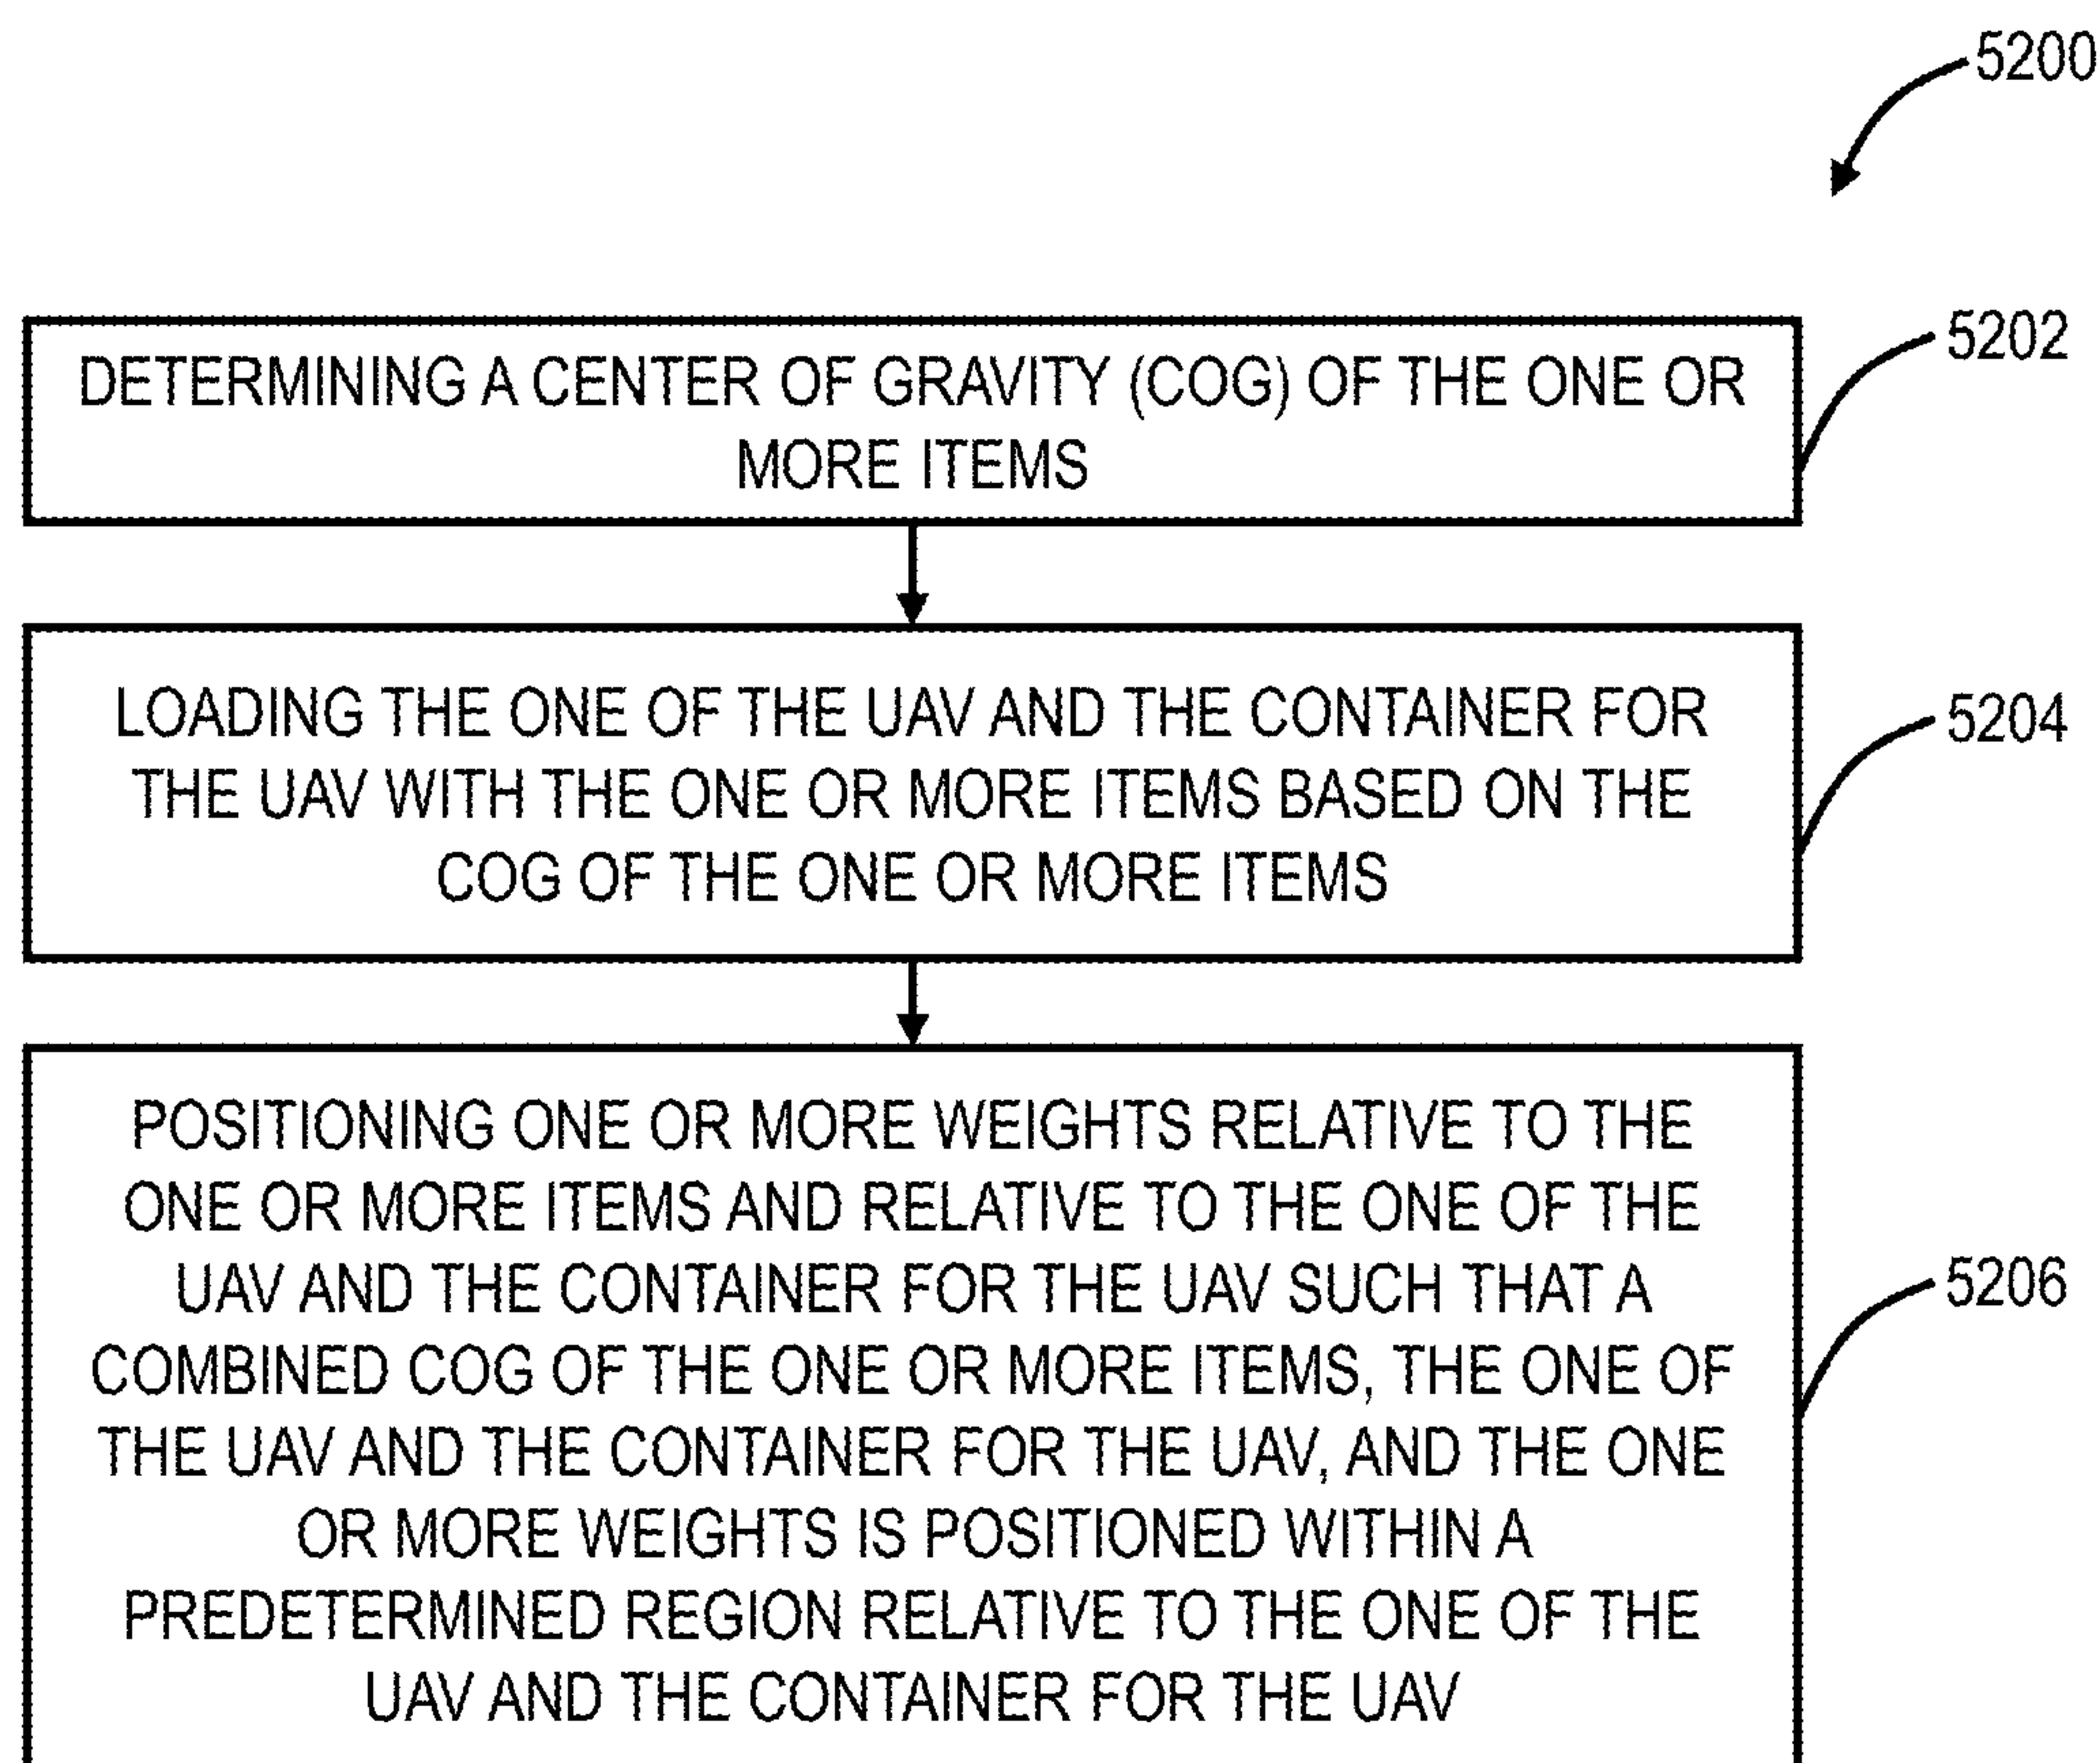 5200
DETERMINING A CENTER OF GRAVITY (COG) OF THE ONE OR
MORE ITEMS
5202
LOADING THE ONE OF THE UAV AND THE CONTAINER FOR
THE UAV WITH THE ONE OR MORE ITEMS BASED ON THE
COG OF THE ONE OR MORE ITEMS
5204
POSITIONING ONE OR MORE WEIGHTS RELATIVE TO THE
ONE OR MORE ITEMS AND RELATIVE TO THE ONE OF THE
UAV AND THE CONTAINER FOR THE UAV SUCH THAT A
COMBINED COG OF THE ONE OR MORE ITEMS, THE ONE OF
THE UAV AND THE CONTAINER FOR THE UAV, AND THE ONE
OR MORE WEIGHTS IS POSITIONED WITHIN A
PREDETERMINED REGION RELATIVE TO THE ONE OF THE
UAV AND THE CONTAINER FOR THE UAV
5206